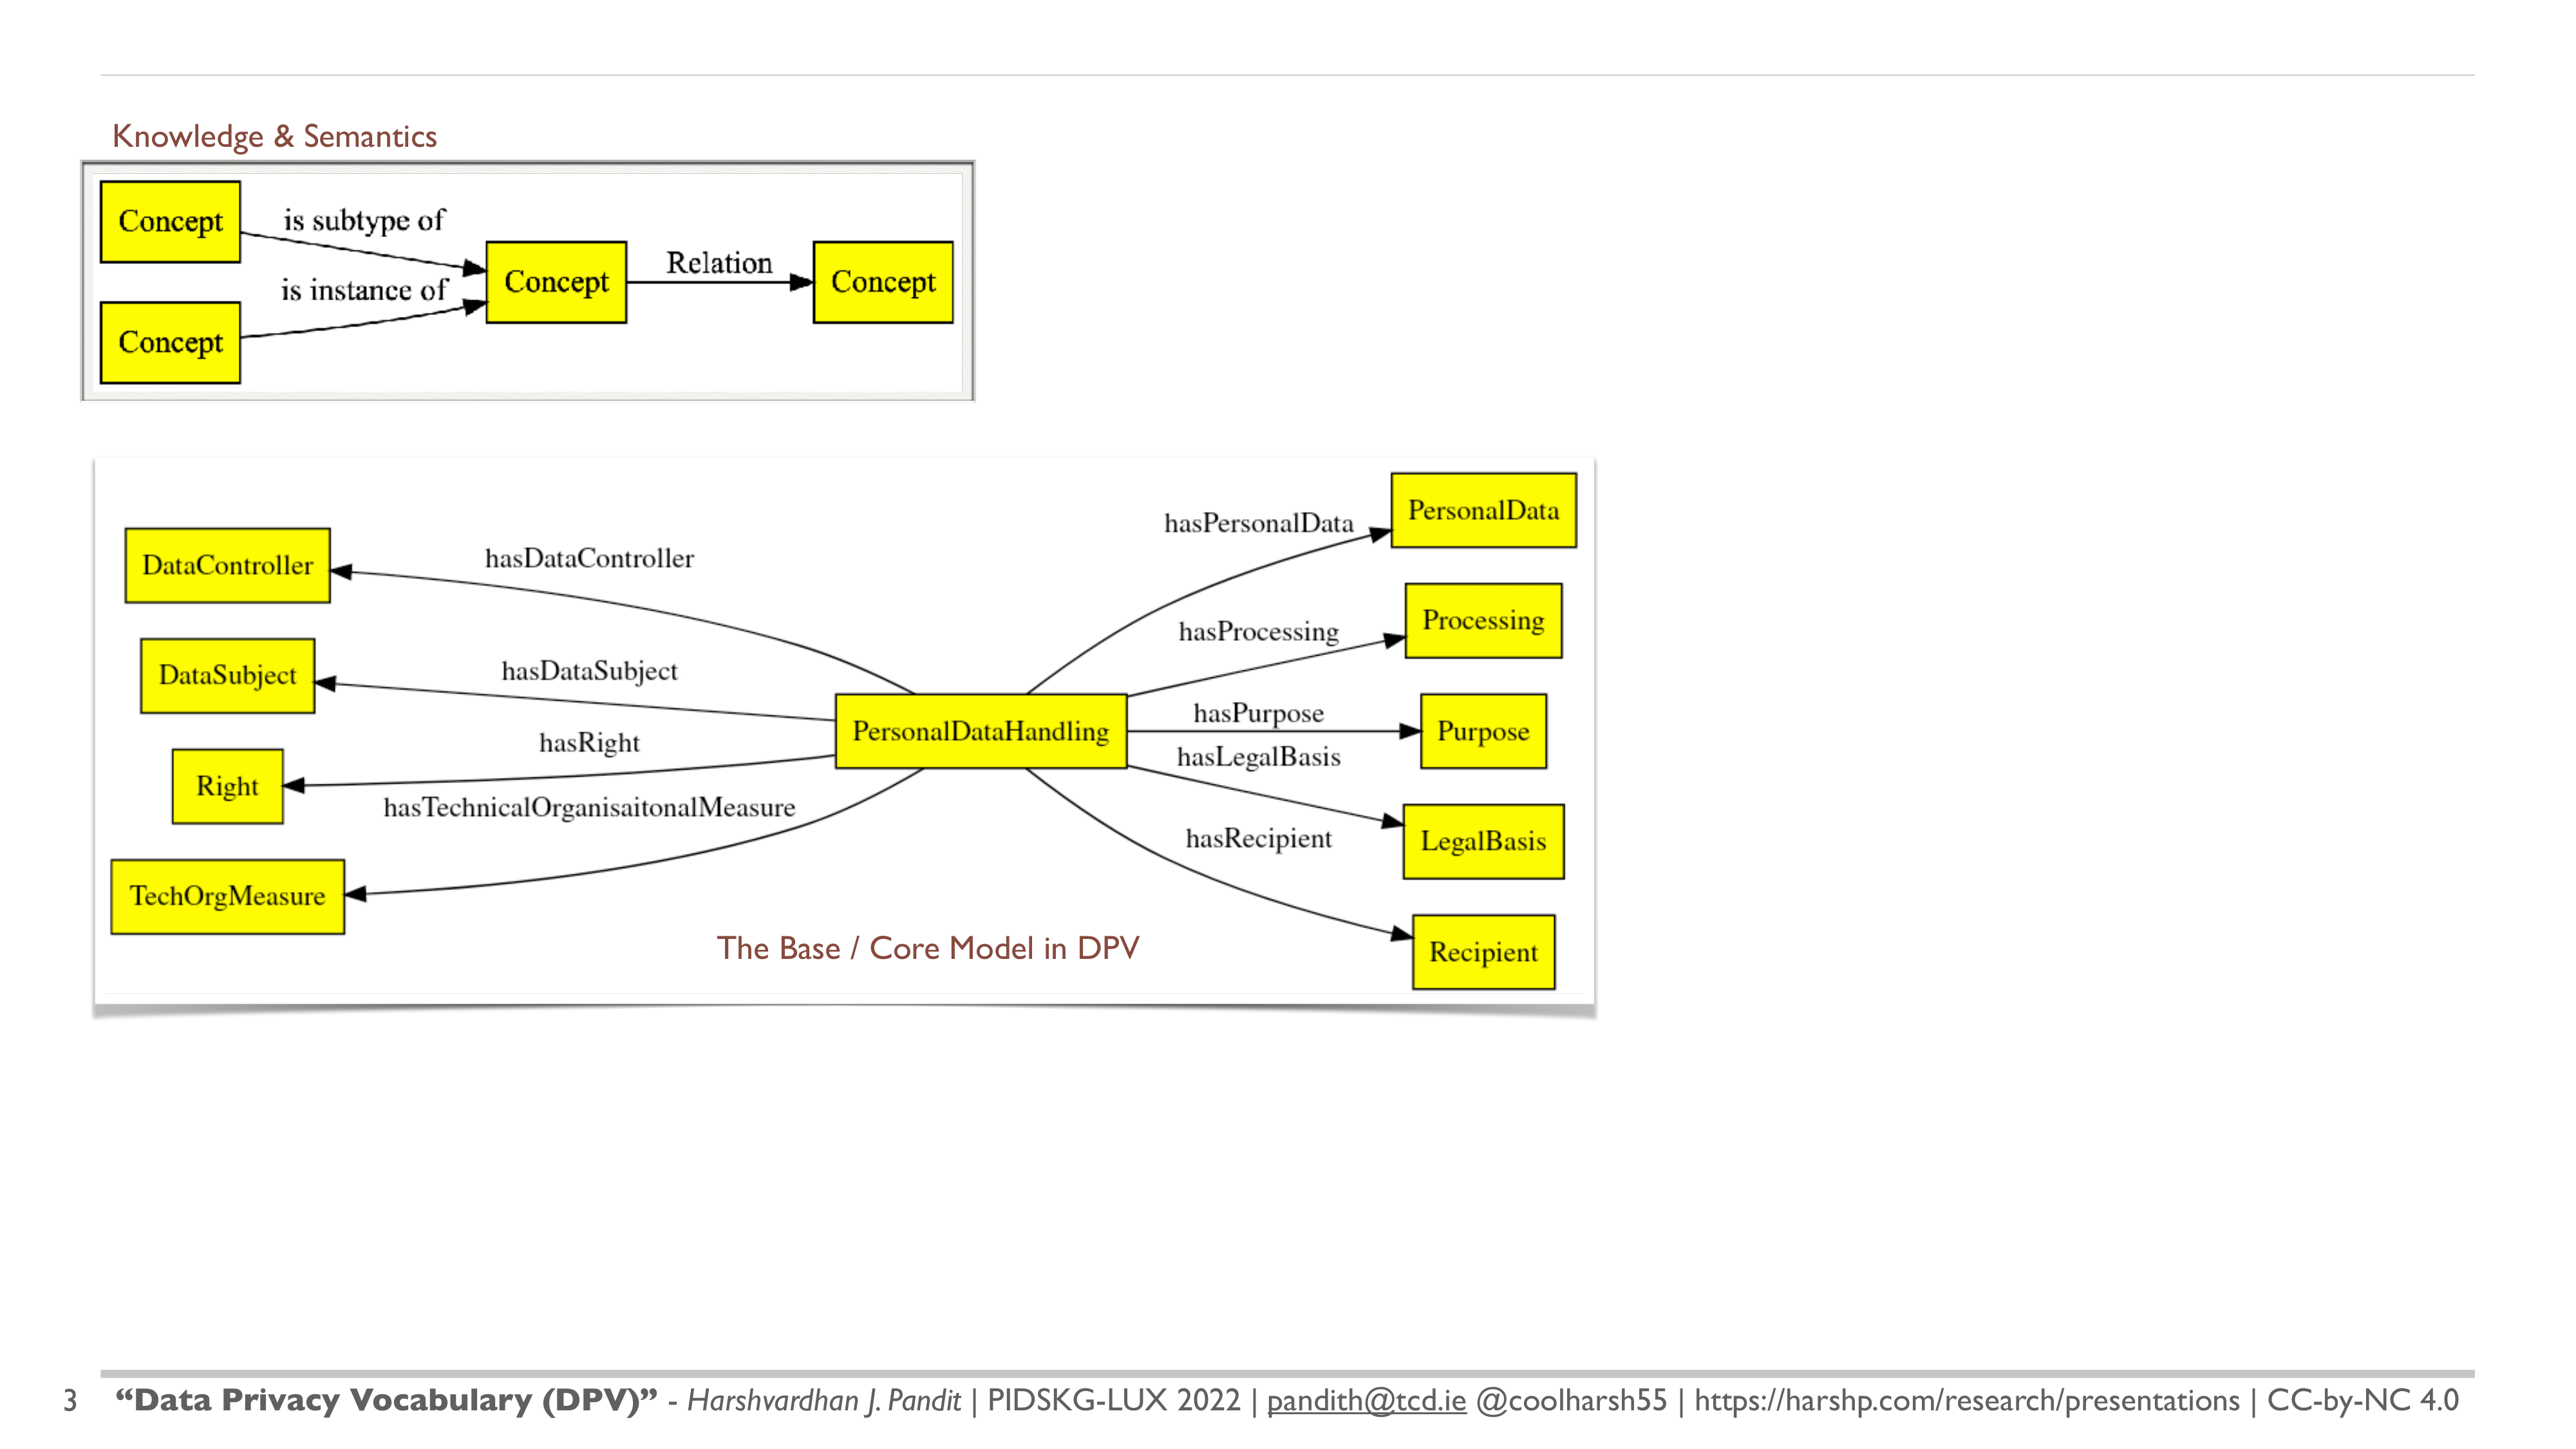 Knowledge & Semantics
Concept
is subtype of
Concept
is instance of
Concept
Relation
Concept
DataController
hasDataController
DataSubject
hasDataSubject
Right
hasRight
TechOrgMeasure
hasTechnicalOrganisaitonalMeasure
PersonalDataHandling
hasPersonalData
PersonalData
hasProcessing
Processing
hasPurpose
Purpose
hasLegalBasis
LegalBasis
hasRecipient
Recipient
The Base / Core Model in DPV
3 “Data Privacy Vocabulary (DPV)” - Harshvardhan J. Pandit | PIDSKG-LUX 2022 | pandith@tcd.ie @coolharsh55 | https://harshp.com/research/presentations | CC-by-NC 4.0